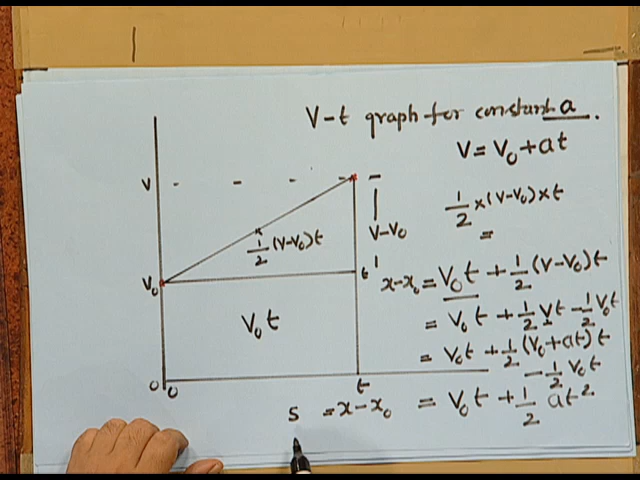 V-t graph for constant a.
V = V₀ + at
V
½ × (V-V₀) × t
=
½ (V-V₀)t
V-V₀
V₀
t'
x-x₀ = V₀t + ½ (V-V₀)t
V₀ t
= V₀t + ½ Vt - ½ V₀t
= V₀t + ½ (V₀+at) t
- ½ V₀t
0
0
t
s = x-x₀ = V₀t + ½ at²